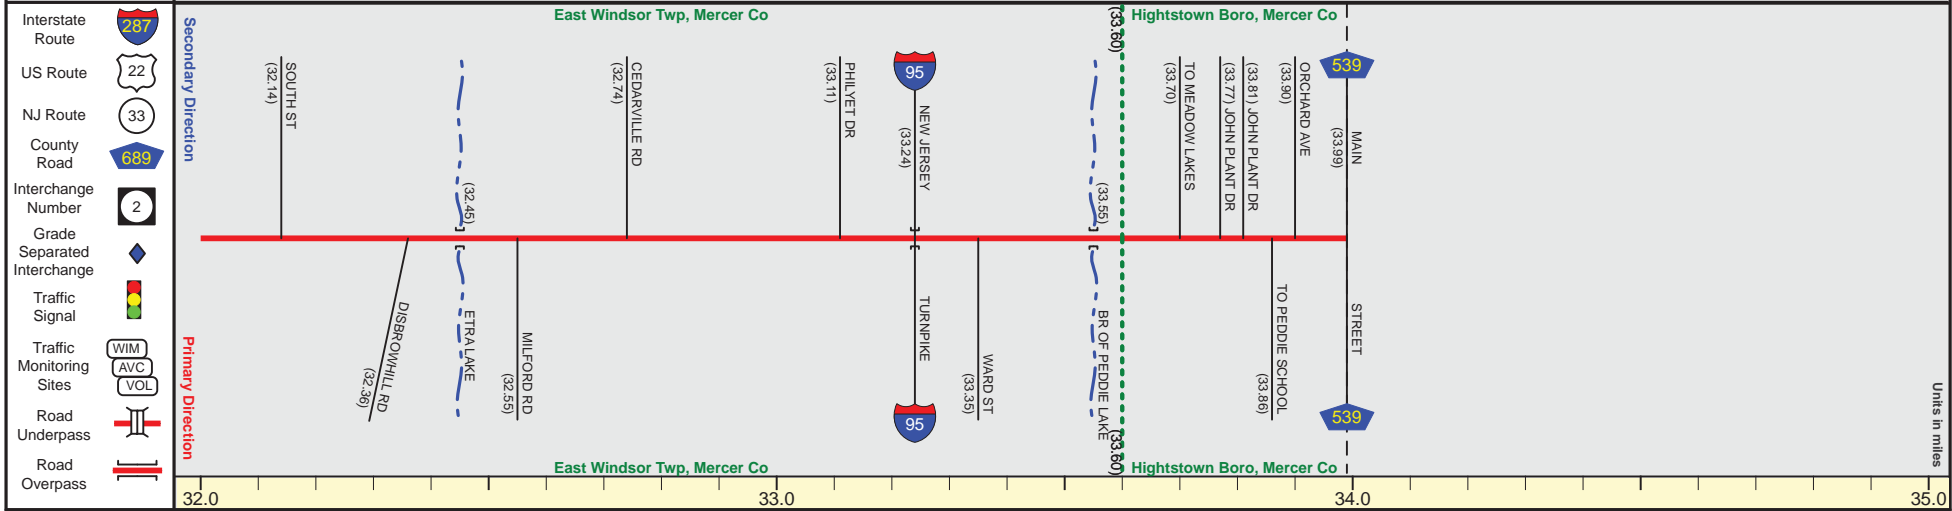 Interstate
Route
287
US Route
22
NJ Route
33
County
Road
689
Interchange
Number
2
Grade
Separated
Interchange
Traffic
Signal
Traffic
Monitoring
Sites
WIM
AVC
VOL
Road
Underpass
Road
Overpass
Secondary Direction
Primary Direction
East Windsor Twp, Mercer Co
(33.60)
Hightstown Boro, Mercer Co
SOUTH ST
(32.14)
(32.45)
CEDARVILLE RD
(32.74)
PHILYET DR
(33.11)
95
NEW JERSEY
(33.24)
(33.55)
TO MEADOW LAKES
(33.70)
(33.77) JOHN PLANT DR
(33.81) JOHN PLANT DR
ORCHARD AVE
(33.90)
539
MAIN
(33.99)
DISBROWHILL RD
(32.36)
ETRA LAKE
MILFORD RD
(32.55)
TURNPIKE
95
WARD ST
(33.35)
BR OF PEDDIE LAKE
TO PEDDIE SCHOOL
(33.86)
STREET
539
East Windsor Twp, Mercer Co
(33.60)
Hightstown Boro, Mercer Co
Units in miles
32.0
33.0
34.0
35.0